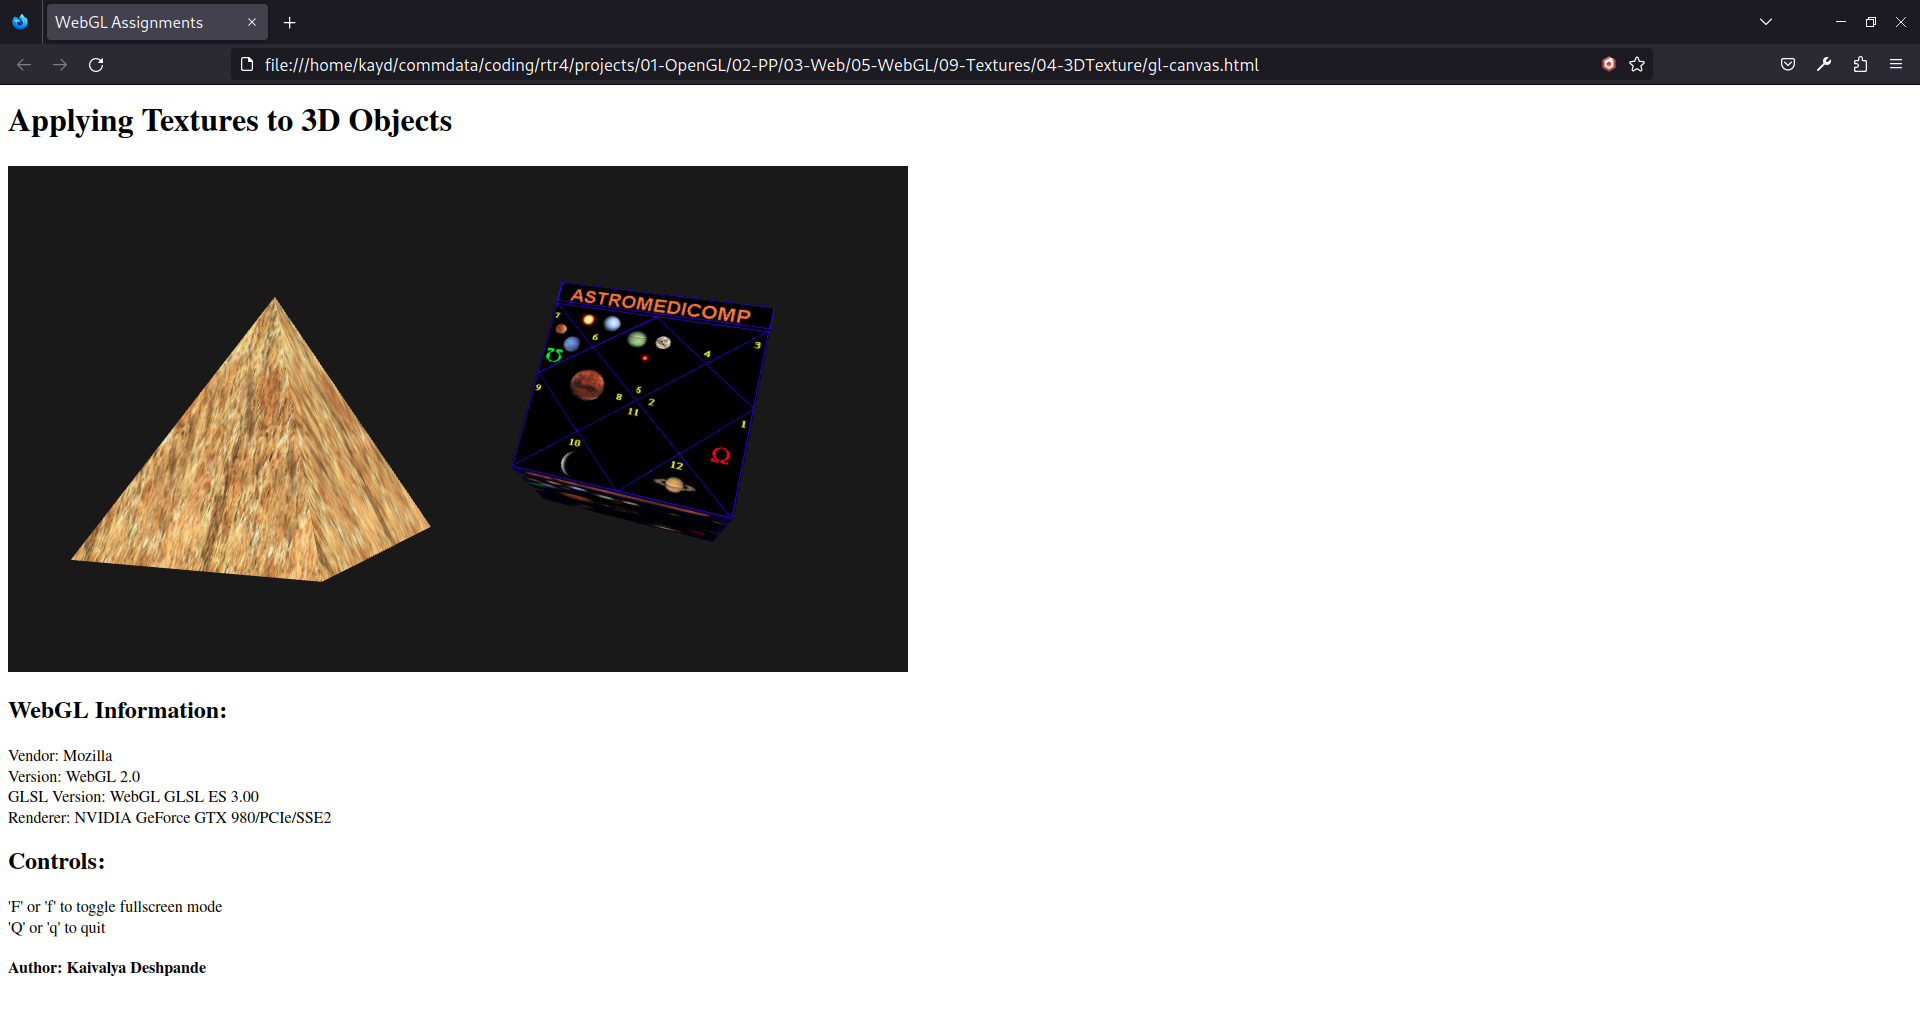 WebGL Assignments
file:///home/kayd/commdata/coding/rtr4/projects/01-OpenGL/02-PP/03-Web/05-WebGL/09-Textures/04-3DTexture/gl-canvas.html
Applying Textures to 3D Objects
ASTROMEDICOMP
7
6
4
3
℧
9
8
5
2
11
1
10
12
Ω
WebGL Information:
Vendor: Mozilla
Version: WebGL 2.0
GLSL Version: WebGL GLSL ES 3.00
Renderer: NVIDIA GeForce GTX 980/PCIe/SSE2
Controls:
'F' or 'f' to toggle fullscreen mode
'Q' or 'q' to quit
Author: Kaivalya Deshpande